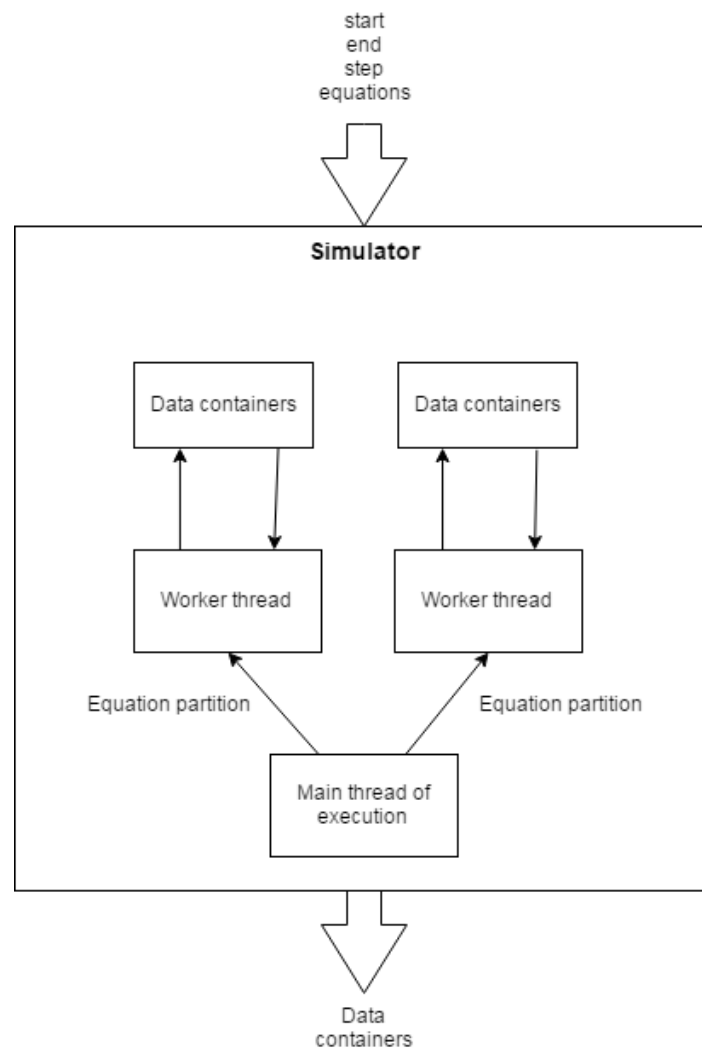 start
end
step
equations
Simulator
Data containers
Data containers
Worker thread
Worker thread
Equation partition
Equation partition
Main thread of
execution
Data
containers